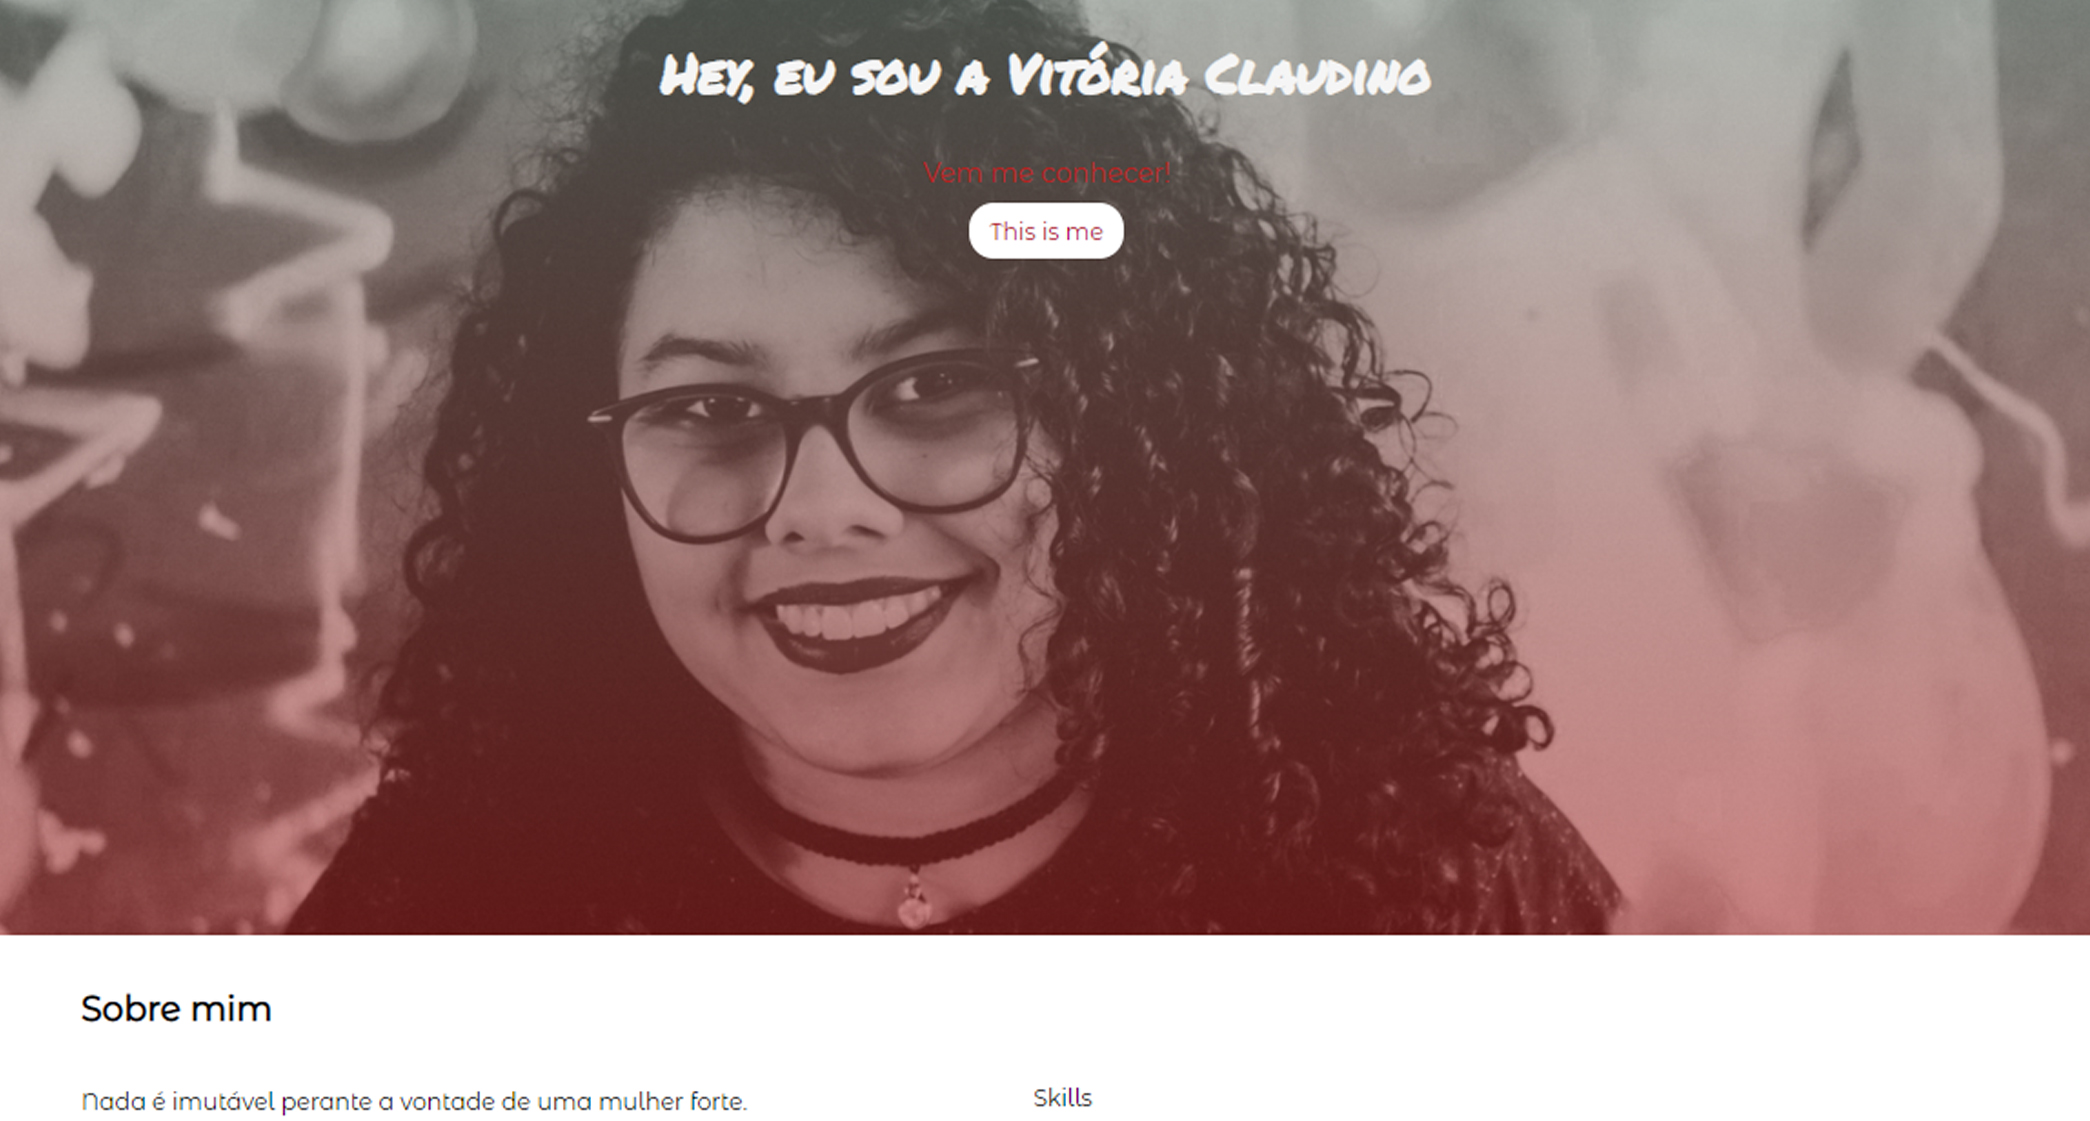 Hey, eu sou a Vitória Claudino
Vem me conhecer!
This is me
Sobre mim
Nada é imutável perante a vontade de uma mulher forte.
Skills